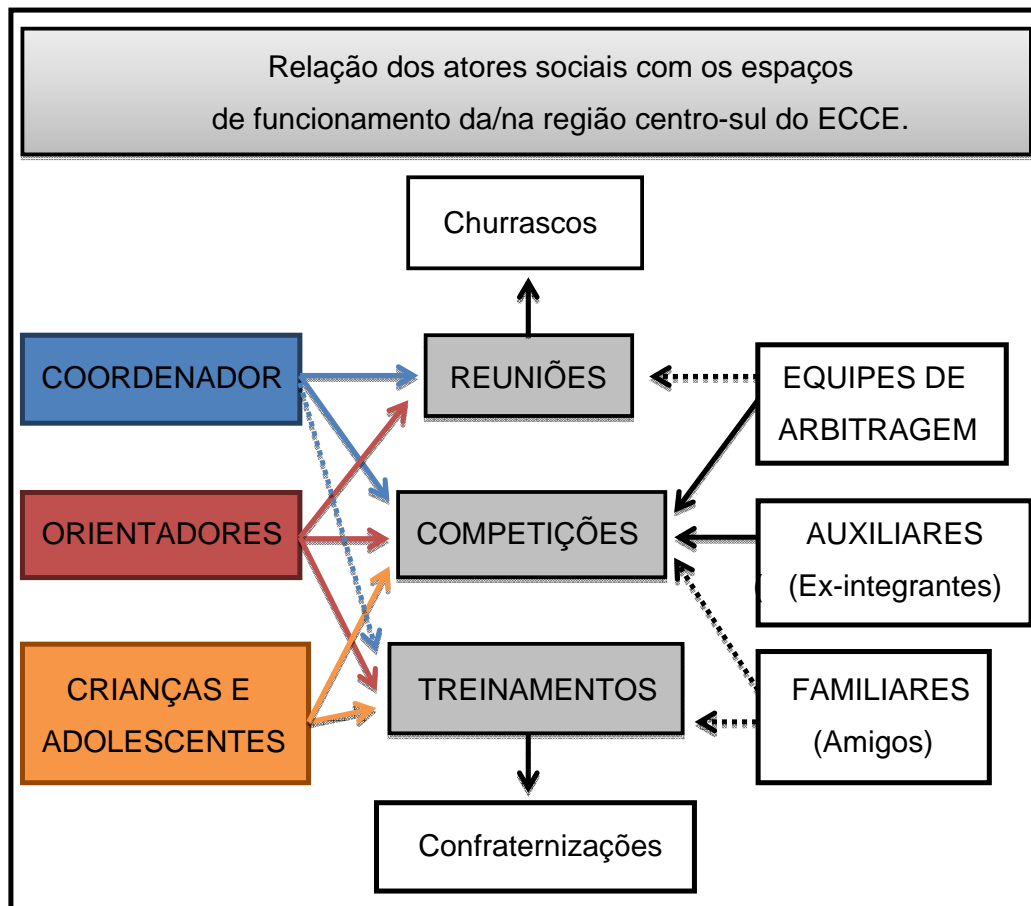 Relação dos atores sociais com os espaços
de funcionamento da/na região centro-sul do ECCE.
Churrascos
COORDENADOR
REUNIÕES
EQUIPES DE
ARBITRAGEM
ORIENTADORES
COMPETIÇÕES
AUXILIARES
( (Ex-integrantes)
CRIANÇAS E
ADOLESCENTES
TREINAMENTOS
FAMILIARES
(Amigos)
Confraternizações